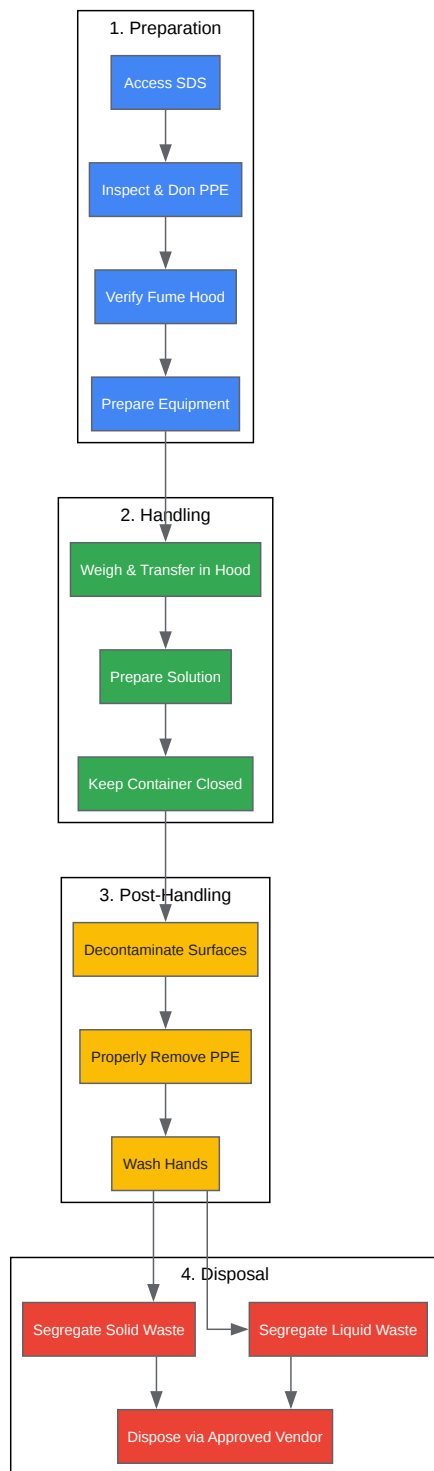 1. Preparation
Access SDS
Inspect & Don PPE
Verify Fume Hood
Prepare Equipment
2. Handling
Weigh & Transfer in Hood
Prepare Solution
Keep Container Closed
3. Post-Handling
Decontaminate Surfaces
Properly Remove PPE
Wash Hands
4. Disposal
Segregate Solid Waste
Segregate Liquid Waste
Dispose via Approved Vendor